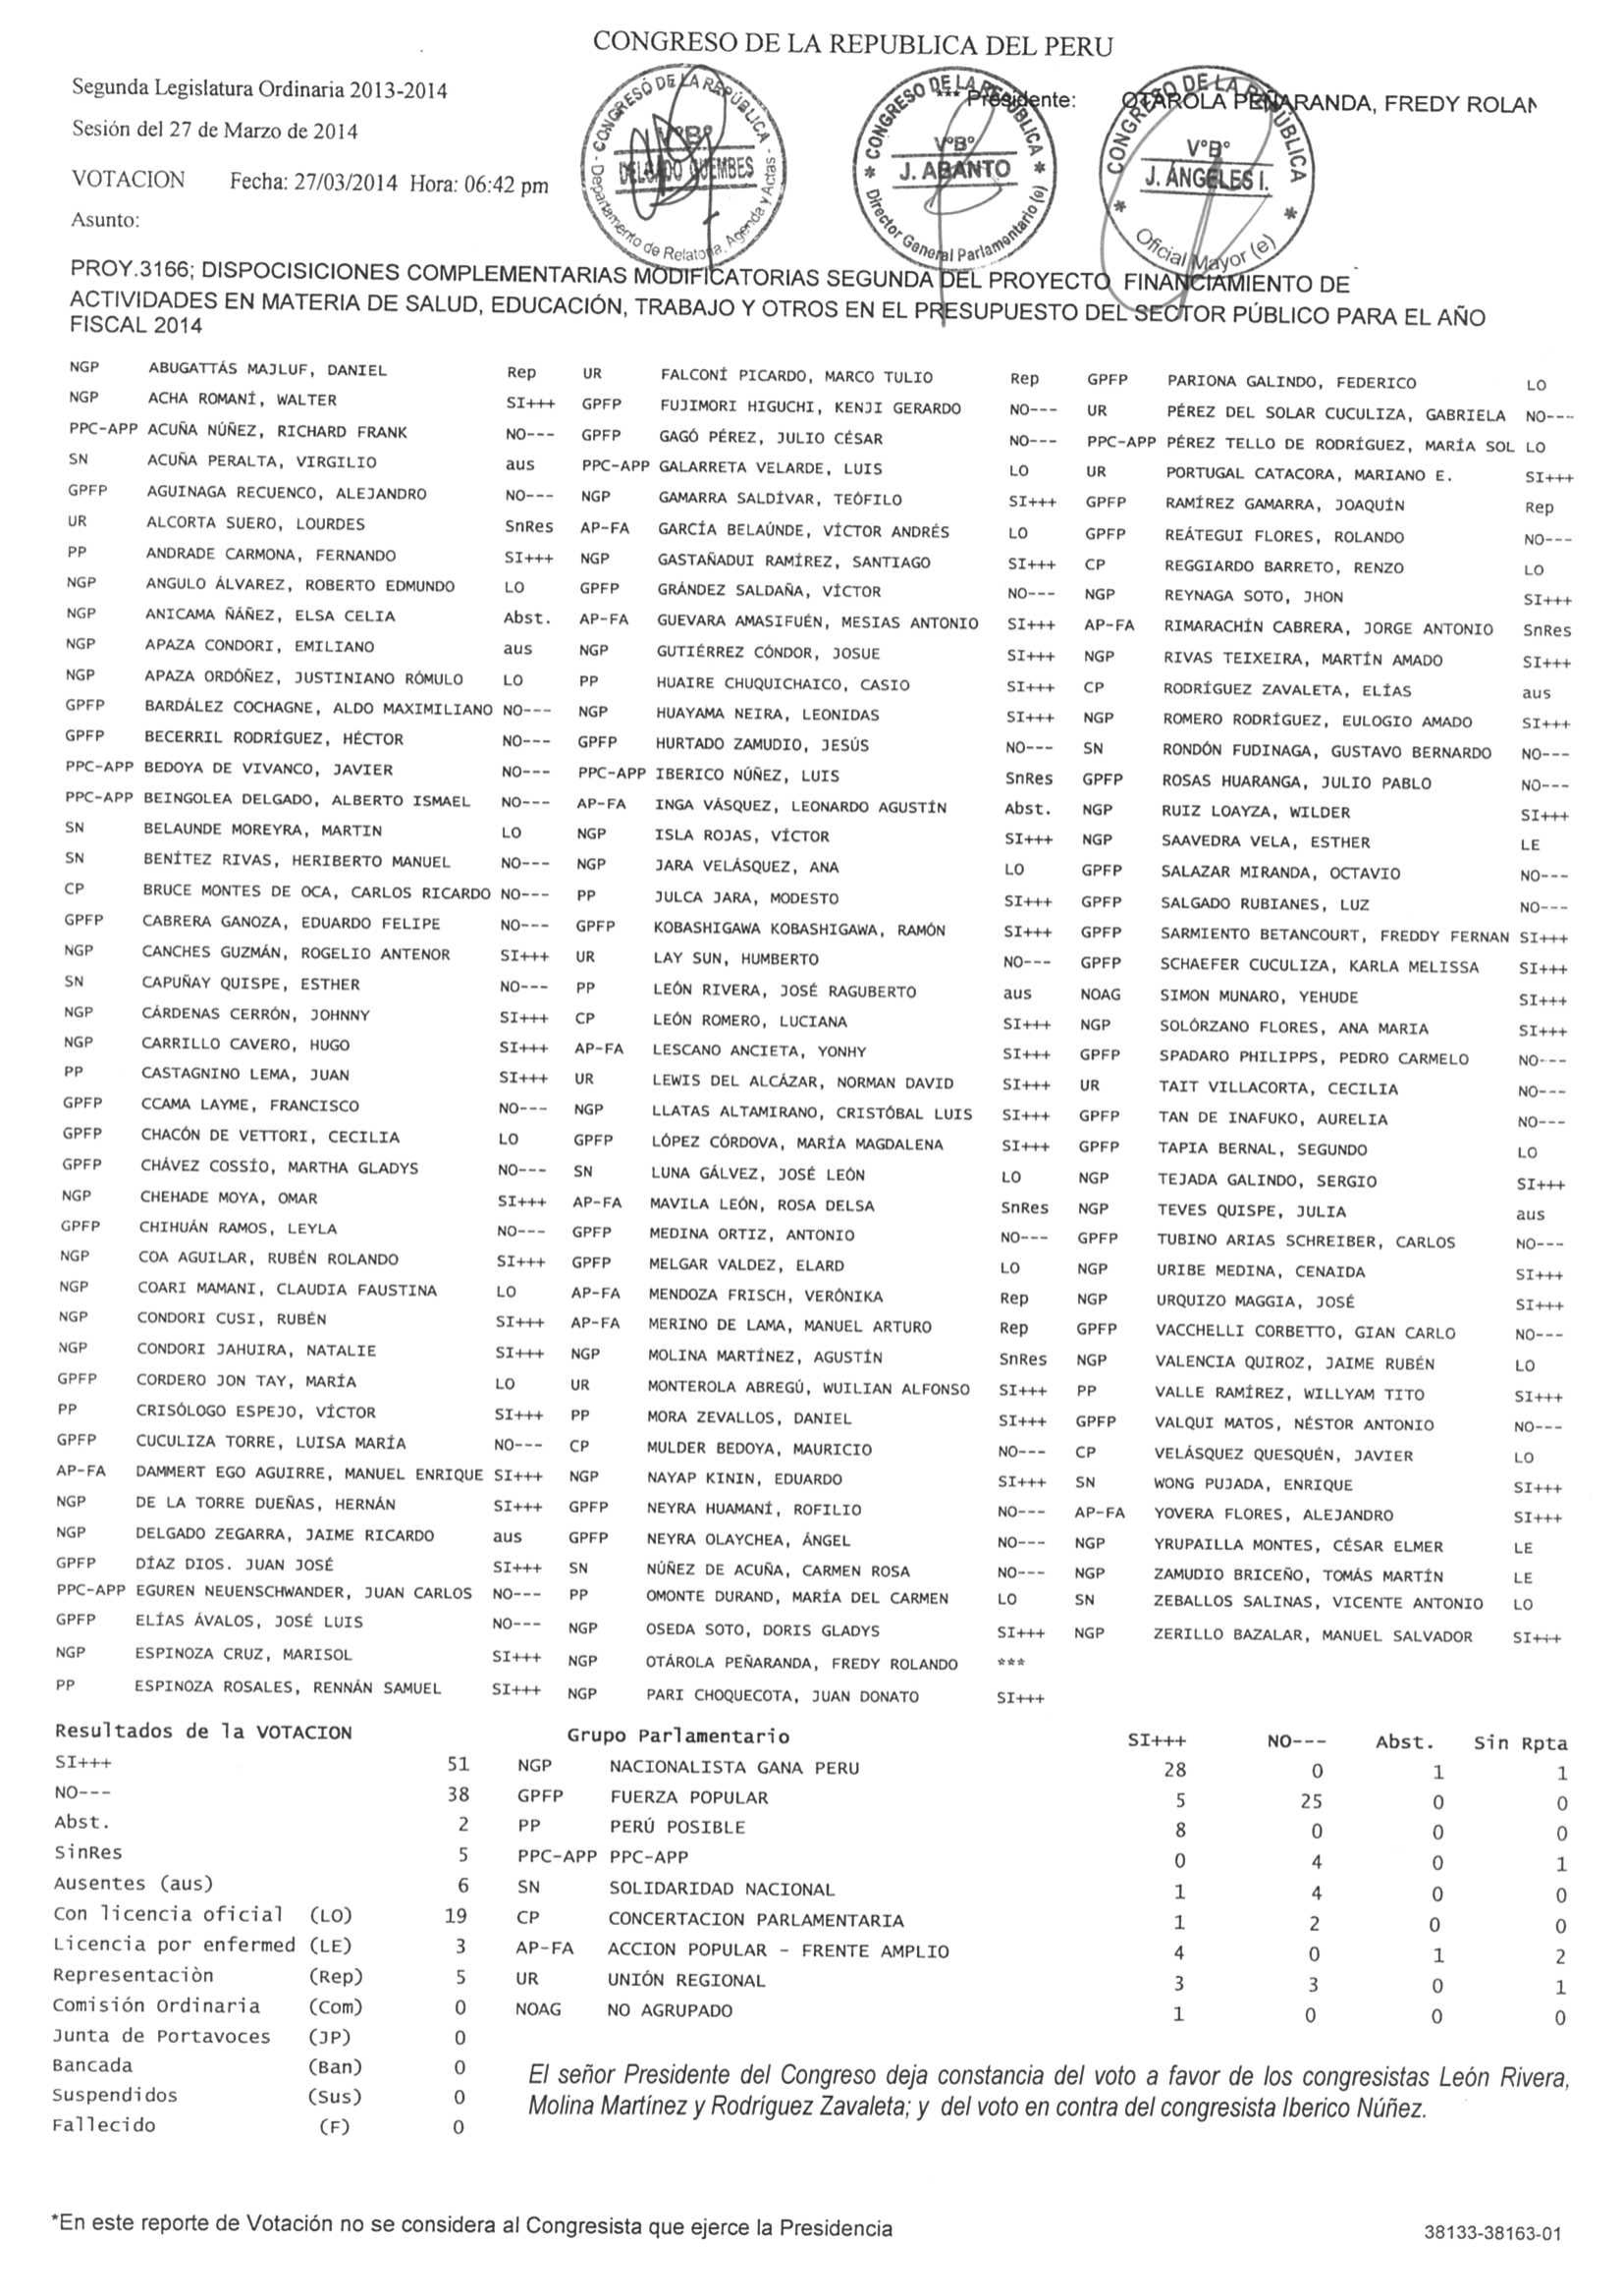 CONGRESO DE LA REPUBLICA DEL PERU
Segunda Legislatura Ordinaria 2013-2014
*** Presidente: OTÁROLA PEÑARANDA, FREDY ROLAN
Sesión del 27 de Marzo de 2014
VOTACION Fecha: 27/03/2014 Hora: 06:42 pm
Asunto:
CONGRESO DE LA REPÚBLICA
V°B°
DELGADO GUEMBES
Departamento de Relatoría, Agenda y Actas
CONGRESO DE LA REPÚBLICA
V°B°
J. ABANTO
Director General Parlamentario (e)
CONGRESO DE LA REPÚBLICA
V°B°
J. ÁNGELES I.
Oficial Mayor (e)
PROY.3166; DISPOCISICIONES COMPLEMENTARIAS MODIFICATORIAS SEGUNDA DEL PROYECTO FINANCIAMIENTO DE
ACTIVIDADES EN MATERIA DE SALUD, EDUCACIÓN, TRABAJO Y OTROS EN EL PRESUPUESTO DEL SECTOR PÚBLICO PARA EL AÑO
FISCAL 2014
NGP ABUGATTÁS MAJLUF, DANIEL Rep UR FALCONÍ PICARDO, MARCO TULIO Rep GPFP PARIONA GALINDO, FEDERICO LO
NGP ACHA ROMANÍ, WALTER SI+++ GPFP FUJIMORI HIGUCHI, KENJI GERARDO NO--- UR PÉREZ DEL SOLAR CUCULIZA, GABRIELA NO---
PPC-APP ACUÑA NÚÑEZ, RICHARD FRANK NO--- GPFP GAGÓ PÉREZ, JULIO CÉSAR NO--- PPC-APP PÉREZ TELLO DE RODRÍGUEZ, MARÍA SOL LO
SN ACUÑA PERALTA, VIRGILIO aus PPC-APP GALARRETA VELARDE, LUIS LO UR PORTUGAL CATACORA, MARIANO E. SI+++
GPFP AGUINAGA RECUENCO, ALEJANDRO NO--- NGP GAMARRA SALDÍVAR, TEÓFILO SI+++ GPFP RAMÍREZ GAMARRA, JOAQUÍN Rep
UR ALCORTA SUERO, LOURDES SnRes AP-FA GARCÍA BELAÚNDE, VÍCTOR ANDRÉS LO GPFP REÁTEGUI FLORES, ROLANDO NO---
PP ANDRADE CARMONA, FERNANDO SI+++ NGP GASTAÑADUI RAMÍREZ, SANTIAGO SI+++ CP REGGIARDO BARRETO, RENZO LO
NGP ANGULO ÁLVAREZ, ROBERTO EDMUNDO LO GPFP GRÁNDEZ SALDAÑA, VÍCTOR NO--- NGP REYNAGA SOTO, JHON SI+++
NGP ANICAMA ÑÁÑEZ, ELSA CELIA Abst. AP-FA GUEVARA AMASIFUÉN, MESIAS ANTONIO SI+++ AP-FA RIMARACHÍN CABRERA, JORGE ANTONIO SnRes
NGP APAZA CONDORI, EMILIANO aus NGP GUTIÉRREZ CÓNDOR, JOSUE SI+++ NGP RIVAS TEIXEIRA, MARTÍN AMADO SI+++
NGP APAZA ORDÓÑEZ, JUSTINIANO RÓMULO LO PP HUAIRE CHUQUICHAICO, CASIO SI+++ CP RODRÍGUEZ ZAVALETA, ELÍAS aus
GPFP BARDÁLEZ COCHAGNE, ALDO MAXIMILIANO NO--- NGP HUAYAMA NEIRA, LEONIDAS SI+++ NGP ROMERO RODRÍGUEZ, EULOGIO AMADO SI+++
GPFP BECERRIL RODRÍGUEZ, HÉCTOR NO--- GPFP HURTADO ZAMUDIO, JESÚS NO--- SN RONDÓN FUDINAGA, GUSTAVO BERNARDO NO---
PPC-APP BEDOYA DE VIVANCO, JAVIER NO--- PPC-APP IBERICO NÚÑEZ, LUIS SnRes GPFP ROSAS HUARANGA, JULIO PABLO NO---
PPC-APP BEINGOLEA DELGADO, ALBERTO ISMAEL NO--- AP-FA INGA VÁSQUEZ, LEONARDO AGUSTÍN Abst. NGP RUIZ LOAYZA, WILDER SI+++
SN BELAUNDE MOREYRA, MARTIN LO NGP ISLA ROJAS, VÍCTOR SI+++ NGP SAAVEDRA VELA, ESTHER LE
SN BENÍTEZ RIVAS, HERIBERTO MANUEL NO--- NGP JARA VELÁSQUEZ, ANA LO GPFP SALAZAR MIRANDA, OCTAVIO NO---
CP BRUCE MONTES DE OCA, CARLOS RICARDO NO--- PP JULCA JARA, MODESTO SI+++ GPFP SALGADO RUBIANES, LUZ NO---
GPFP CABRERA GANOZA, EDUARDO FELIPE NO--- GPFP KOBASHIGAWA KOBASHIGAWA, RAMÓN SI+++ GPFP SARMIENTO BETANCOURT, FREDDY FERNAN SI+++
NGP CANCHES GUZMÁN, ROGELIO ANTENOR SI+++ UR LAY SUN, HUMBERTO NO--- GPFP SCHAEFER CUCULIZA, KARLA MELISSA SI+++
SN CAPUÑAY QUISPE, ESTHER NO--- PP LEÓN RIVERA, JOSÉ RAGUBERTO aus NOAG SIMON MUNARO, YEHUDE SI+++
NGP CÁRDENAS CERRÓN, JOHNNY SI+++ CP LEÓN ROMERO, LUCIANA SI+++ NGP SOLÓRZANO FLORES, ANA MARIA SI+++
NGP CARRILLO CAVERO, HUGO SI+++ AP-FA LESCANO ANCIETA, YONHY SI+++ GPFP SPADARO PHILIPPS, PEDRO CARMELO NO---
PP CASTAGNINO LEMA, JUAN SI+++ UR LEWIS DEL ALCÁZAR, NORMAN DAVID SI+++ UR TAIT VILLACORTA, CECILIA NO---
GPFP CCAMA LAYME, FRANCISCO NO--- NGP LLATAS ALTAMIRANO, CRISTÓBAL LUIS SI+++ GPFP TAN DE INAFUKO, AURELIA NO---
GPFP CHACÓN DE VETTORI, CECILIA LO GPFP LÓPEZ CÓRDOVA, MARÍA MAGDALENA SI+++ GPFP TAPIA BERNAL, SEGUNDO LO
GPFP CHÁVEZ COSSÍO, MARTHA GLADYS NO--- SN LUNA GÁLVEZ, JOSÉ LEÓN LO NGP TEJADA GALINDO, SERGIO SI+++
NGP CHEHADE MOYA, OMAR SI+++ AP-FA MAVILA LEÓN, ROSA DELSA SnRes NGP TEVES QUISPE, JULIA aus
GPFP CHIHUÁN RAMOS, LEYLA NO--- GPFP MEDINA ORTIZ, ANTONIO NO--- GPFP TUBINO ARIAS SCHREIBER, CARLOS NO---
NGP COA AGUILAR, RUBÉN ROLANDO SI+++ GPFP MELGAR VALDEZ, ELARD LO NGP URIBE MEDINA, CENAIDA SI+++
NGP COARI MAMANI, CLAUDIA FAUSTINA LO AP-FA MENDOZA FRISCH, VERÓNIKA Rep NGP URQUIZO MAGGIA, JOSÉ SI+++
NGP CONDORI CUSI, RUBÉN SI+++ AP-FA MERINO DE LAMA, MANUEL ARTURO Rep GPFP VACCHELLI CORBETTO, GIAN CARLO NO---
NGP CONDORI JAHUIRA, NATALIE SI+++ NGP MOLINA MARTÍNEZ, AGUSTÍN SnRes NGP VALENCIA QUIROZ, JAIME RUBÉN LO
GPFP CORDERO JON TAY, MARÍA LO UR MONTEROLA ABREGÚ, WUILIAN ALFONSO SI+++ PP VALLE RAMÍREZ, WILLYAM TITO SI+++
PP CRISÓLOGO ESPEJO, VÍCTOR SI+++ PP MORA ZEVALLOS, DANIEL SI+++ GPFP VALQUI MATOS, NÉSTOR ANTONIO NO---
GPFP CUCULIZA TORRE, LUISA MARÍA NO--- CP MULDER BEDOYA, MAURICIO NO--- CP VELÁSQUEZ QUESQUÉN, JAVIER LO
AP-FA DAMMERT EGO AGUIRRE, MANUEL ENRIQUE SI+++ NGP NAYAP KININ, EDUARDO SI+++ SN WONG PUJADA, ENRIQUE SI+++
NGP DE LA TORRE DUEÑAS, HERNÁN SI+++ GPFP NEYRA HUAMANÍ, ROFILIO NO--- AP-FA YOVERA FLORES, ALEJANDRO SI+++
NGP DELGADO ZEGARRA, JAIME RICARDO aus GPFP NEYRA OLAYCHEA, ÁNGEL NO--- NGP YRUPAILLA MONTES, CÉSAR ELMER LE
GPFP DÍAZ DIOS. JUAN JOSÉ SI+++ SN NÚÑEZ DE ACUÑA, CARMEN ROSA NO--- NGP ZAMUDIO BRICEÑO, TOMÁS MARTÍN LE
PPC-APP EGUREN NEUENSCHWANDER, JUAN CARLOS NO--- PP OMONTE DURAND, MARÍA DEL CARMEN LO SN ZEBALLOS SALINAS, VICENTE ANTONIO LO
GPFP ELÍAS ÁVALOS, JOSÉ LUIS NO--- NGP OSEDA SOTO, DORIS GLADYS SI+++ NGP ZERILLO BAZALAR, MANUEL SALVADOR SI+++
NGP ESPINOZA CRUZ, MARISOL SI+++ NGP OTÁROLA PEÑARANDA, FREDY ROLANDO ***
PP ESPINOZA ROSALES, RENNÁN SAMUEL SI+++ NGP PARI CHOQUECOTA, JUAN DONATO SI+++
Resultados de la VOTACION Grupo Parlamentario SI+++ NO--- Abst. Sin Rpta
SI+++ 51 NGP NACIONALISTA GANA PERU 28 0 1 1
NO--- 38 GPFP FUERZA POPULAR 5 25 0 0
Abst. 2 PP PERÚ POSIBLE 8 0 0 0
SinRes 5 PPC-APP PPC-APP 0 4 0 1
Ausentes (aus) 6 SN SOLIDARIDAD NACIONAL 1 4 0 0
Con licencia oficial (LO) 19 CP CONCERTACION PARLAMENTARIA 1 2 0 0
Licencia por enfermed (LE) 3 AP-FA ACCION POPULAR - FRENTE AMPLIO 4 0 1 2
Representaciòn (Rep) 5 UR UNIÓN REGIONAL 3 3 0 1
Comisión Ordinaria (Com) 0 NOAG NO AGRUPADO 1 0 0 0
Junta de Portavoces (JP) 0
Bancada (Ban) 0
Suspendidos (Sus) 0
Fallecido (F) 0
El señor Presidente del Congreso deja constancia del voto a favor de los congresistas León Rivera,
Molina Martínez y Rodríguez Zavaleta; y del voto en contra del congresista Iberico Núñez.
*En este reporte de Votación no se considera al Congresista que ejerce la Presidencia
38133-38163-01